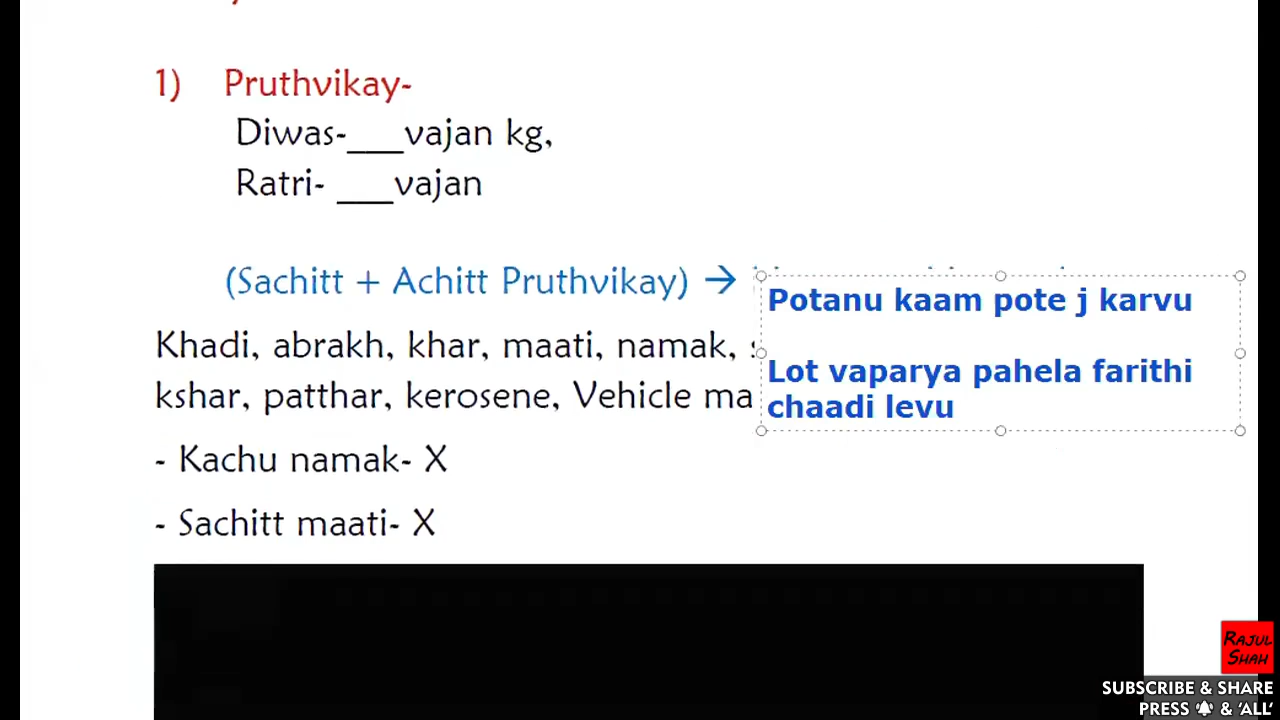 1) Pruthvikay-
Diwas-___vajan kg,
Ratri- ___vajan
(Sachitt + Achitt Pruthvikay) →
Potanu kaam pote j karvu
Khadi, abrakh, khar, maati, namak,
Lot vaparya pahela farithi
kshar, patthar, kerosene, Vehicle
chaadi levu
- Kachu namak- X
- Sachitt maati- X
RAJUL
SHAH
SUBSCRIBE & SHARE
PRESS & 'ALL'